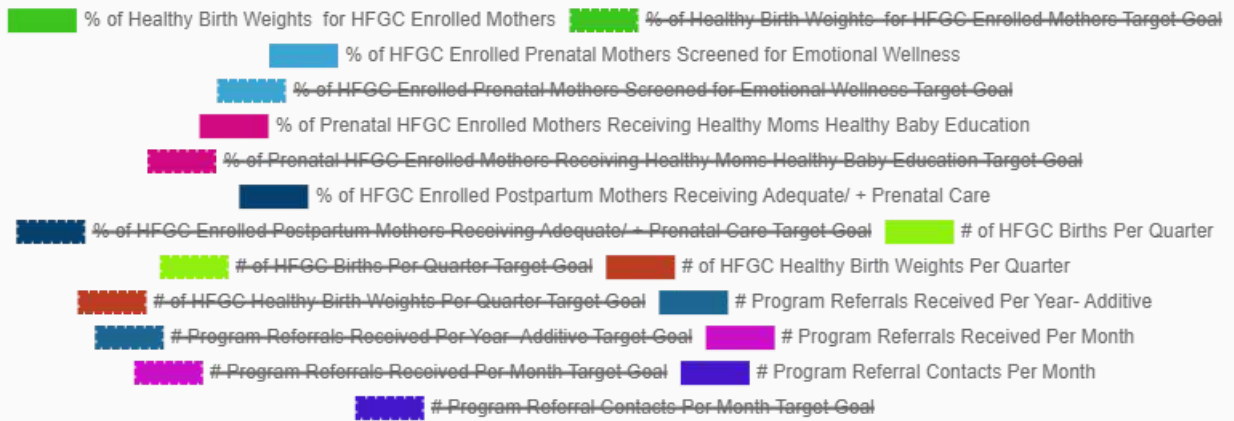 % of Healthy Birth Weights for HFGC Enrolled Mothers % of Healthy Birth Weights for HFGC Enrolled Mothers Target Goal
% of HFGC Enrolled Prenatal Mothers Screened for Emotional Wellness
% of HFGC Enrolled Prenatal Mothers Screened for Emotional Wellness Target Goal
% of Prenatal HFGC Enrolled Mothers Receiving Healthy Moms Healthy Baby Education
% of Prenatal HFGC Enrolled Mothers Receiving Healthy Moms Healthy Baby Education Target Goal
% of HFGC Enrolled Postpartum Mothers Receiving Adequate/ + Prenatal Care
% of HFGC Enrolled Postpartum Mothers Receiving Adequate/ + Prenatal Care Target Goal # of HFGC Births Per Quarter
# of HFGC Births Per Quarter Target Goal # of HFGC Healthy Birth Weights Per Quarter
# of HFGC Healthy Birth Weights Per Quarter Target Goal # Program Referrals Received Per Year- Additive
# Program Referrals Received Per Year- Additive Target Goal # Program Referrals Received Per Month
# Program Referrals Received Per Month Target Goal # Program Referral Contacts Per Month
# Program Referral Contacts Per Month Target Goal